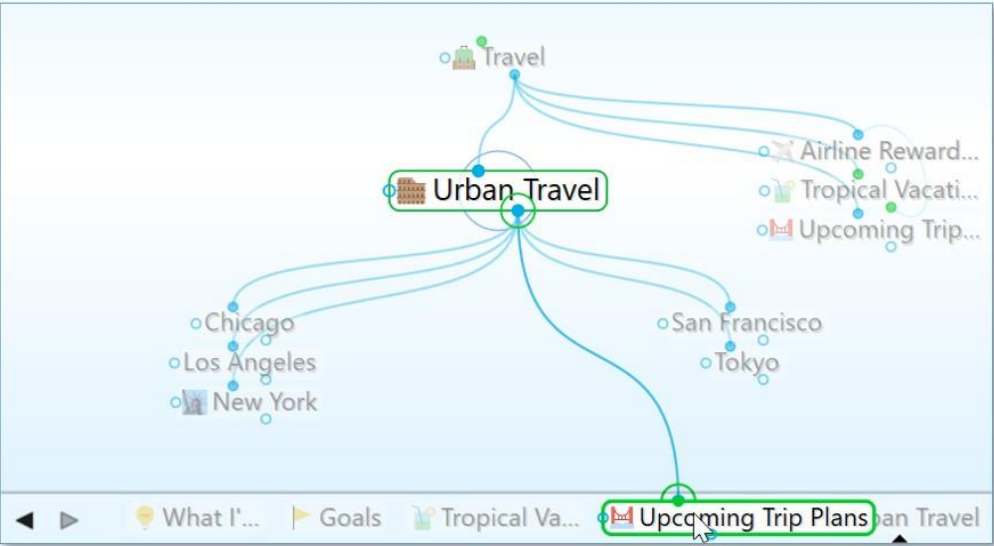 Travel
Airline Reward...
Tropical Vacati...
Upcoming Trip...
Urban Travel
Chicago
Los Angeles
New York
San Francisco
Tokyo
What I'...
Goals
Tropical Va...
Upcoming Trip Plans
Travel